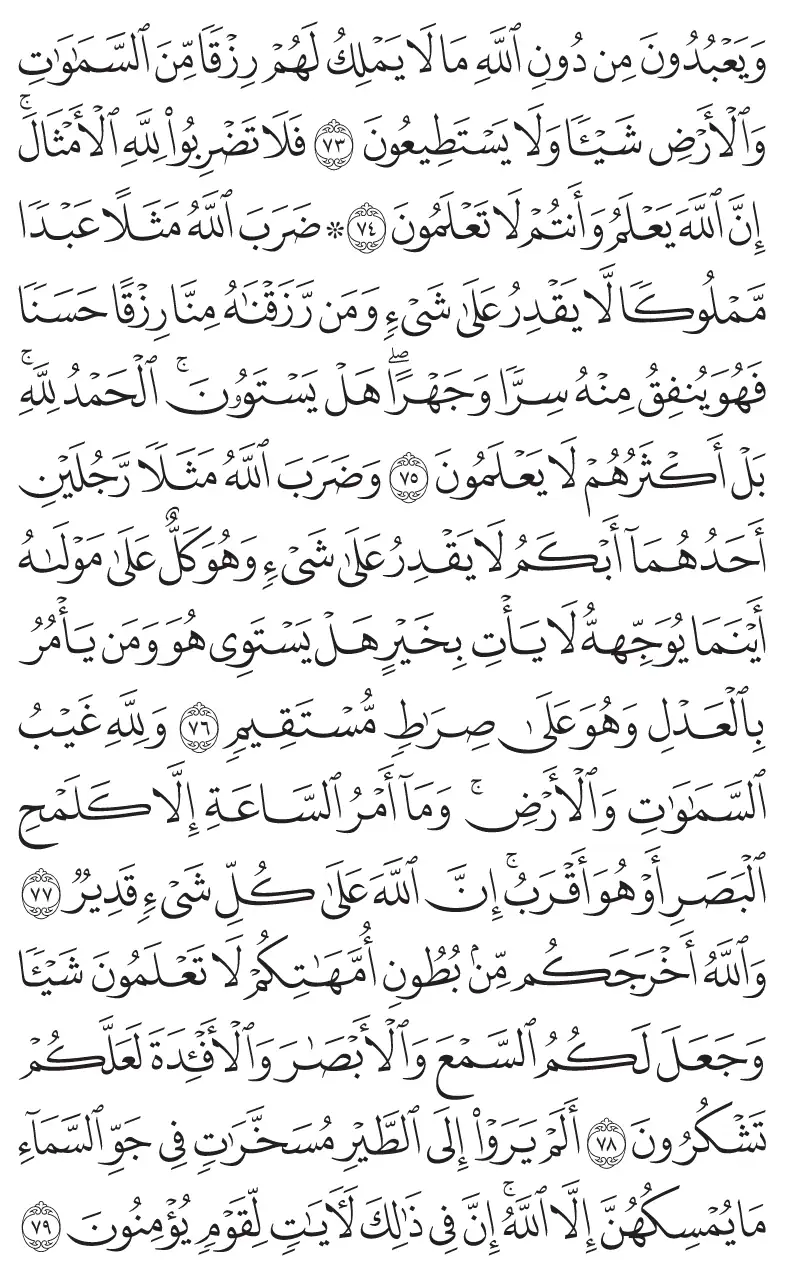 وَيَعْبُدُونَ مِن دُونِ ٱللَّهِ مَا لَا يَمْلِكُ لَهُمْ رِزْقًا مِّنَ ٱلسَّمَٰوَٰتِ
وَٱلْأَرْضِ شَيْـًٔا وَلَا يَسْتَطِيعُونَ ٧٣ فَلَا تَضْرِبُوا۟ لِلَّهِ ٱلْأَمْثَالَ ۚ
إِنَّ ٱللَّهَ يَعْلَمُ وَأَنتُمْ لَا تَعْلَمُونَ ٧٤ * ضَرَبَ ٱللَّهُ مَثَلًا عَبْدًا
مَّمْلُوكًا لَّا يَقْدِرُ عَلَىٰ شَىْءٍ وَمَن رَّزَقْنَٰهُ مِنَّا رِزْقًا حَسَنًا
فَهُوَ يُنفِقُ مِنْهُ سِرًّا وَجَهْرًا ۖ هَلْ يَسْتَوُۥنَ ۚ ٱلْحَمْدُ لِلَّهِ ۚ
بَلْ أَكْثَرُهُمْ لَا يَعْلَمُونَ ٧٥ وَضَرَبَ ٱللَّهُ مَثَلًا رَّجُلَيْنِ
أَحَدُهُمَآ أَبْكَمُ لَا يَقْدِرُ عَلَىٰ شَىْءٍ وَهُوَ كَلٌّ عَلَىٰ مَوْلَىٰهُ
أَيْنَمَا يُوَجِّههُّ لَا يَأْتِ بِخَيْرٍ هَلْ يَسْتَوِى هُوَ وَمَن يَأْمُرُ
بِٱلْعَدْلِ وَهُوَ عَلَىٰ صِرَٰطٍ مُّسْتَقِيمٍ ٧٦ وَلِلَّهِ غَيْبُ
ٱلسَّمَٰوَٰتِ وَٱلْأَرْضِ ۚ وَمَآ أَمْرُ ٱلسَّاعَةِ إِلَّا كَلَمْحِ
ٱلْبَصَرِ أَوْ هُوَ أَقْرَبُ ۚ إِنَّ ٱللَّهَ عَلَىٰ كُلِّ شَىْءٍ قَدِيرٌ ٧٧
وَٱللَّهُ أَخْرَجَكُم مِّنۢ بُطُونِ أُمَّهَٰتِكُمْ لَا تَعْلَمُونَ شَيْـًٔا
وَجَعَلَ لَكُمُ ٱلسَّمْعَ وَٱلْأَبْصَٰرَ وَٱلْأَفْـِٔدَةَ لَعَلَّكُمْ
تَشْكُرُونَ ٧٨ أَلَمْ يَرَوْا۟ إِلَى ٱلطَّيْرِ مُسَخَّرَٰتٍ فِى جَوِّ ٱلسَّمَآءِ
مَا يُمْسِكُهُنَّ إِلَّا ٱللَّهُ ۚ إِنَّ فِى ذَٰلِكَ لَـَٔايَٰتٍ لِّقَوْمٍ يُؤْمِنُونَ ٧٩